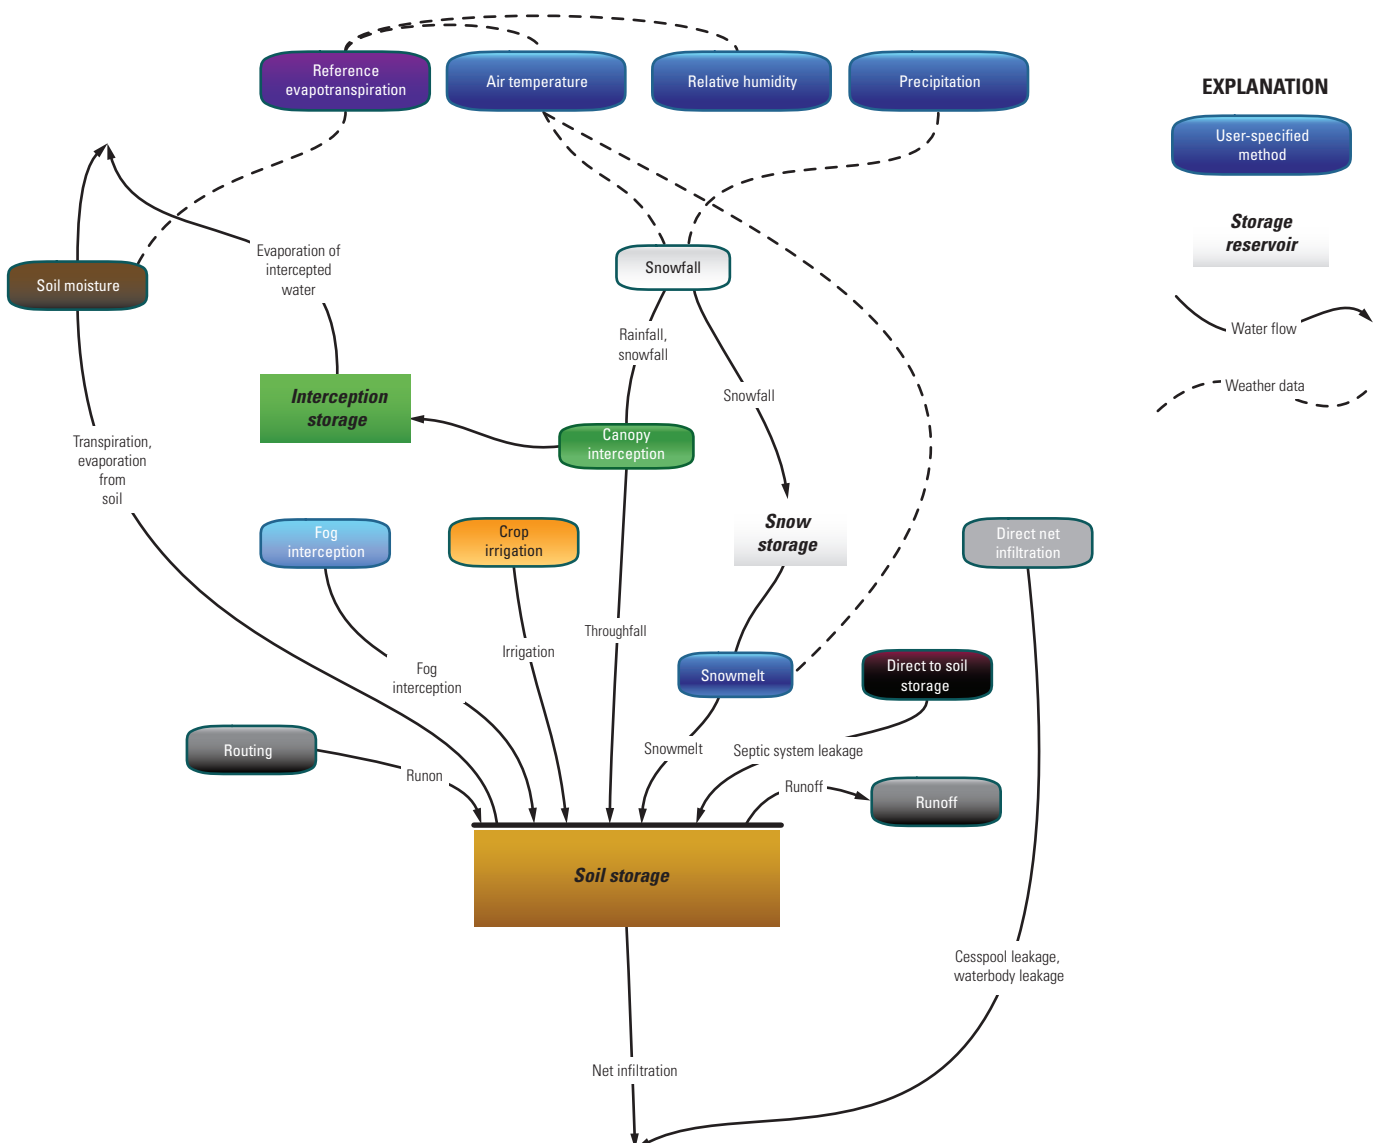 Reference
evapotranspiration
Air temperature
Relative humidity
Precipitation
EXPLANATION
User-specified
method
Storage
reservoir
Water flow
Weather data
Evaporation of
intercepted
water
Soil moisture
Snowfall
Rainfall,
snowfall
Snowfall
Interception
storage
Canopy
interception
Transpiration,
evaporation
from
soil
Fog
interception
Crop
irrigation
Snow
storage
Direct net
infiltration
Throughfall
Irrigation
Fog
interception
Snowmelt
Direct to soil
storage
Routing
Runon
Snowmelt
Septic system leakage
Runoff
Runoff
Soil storage
Cesspool leakage,
waterbody leakage
Net infiltration